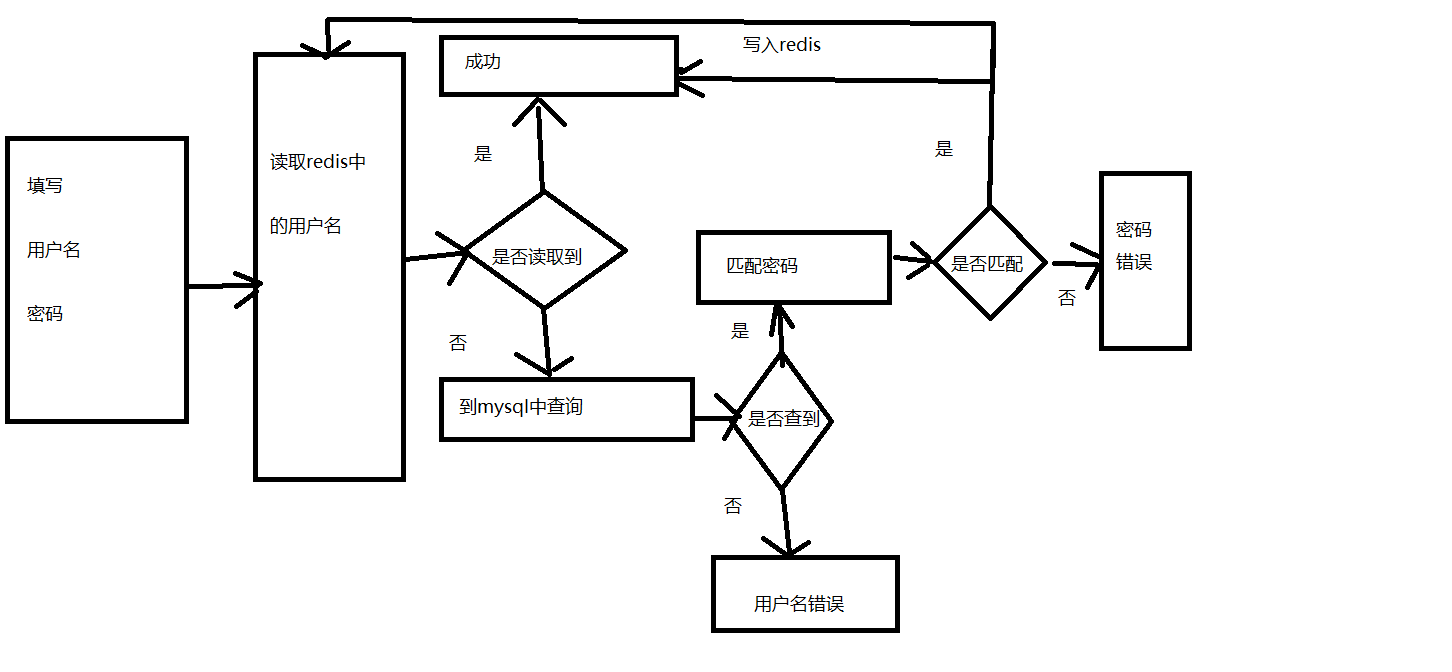 填写
用户名
密码
读取redis中
的用户名
成功
写入redis
是
是否读取到
否
到mysql中查询
是否查到
是
否
用户名错误
匹配密码
是否匹配
是
否
密码
错误